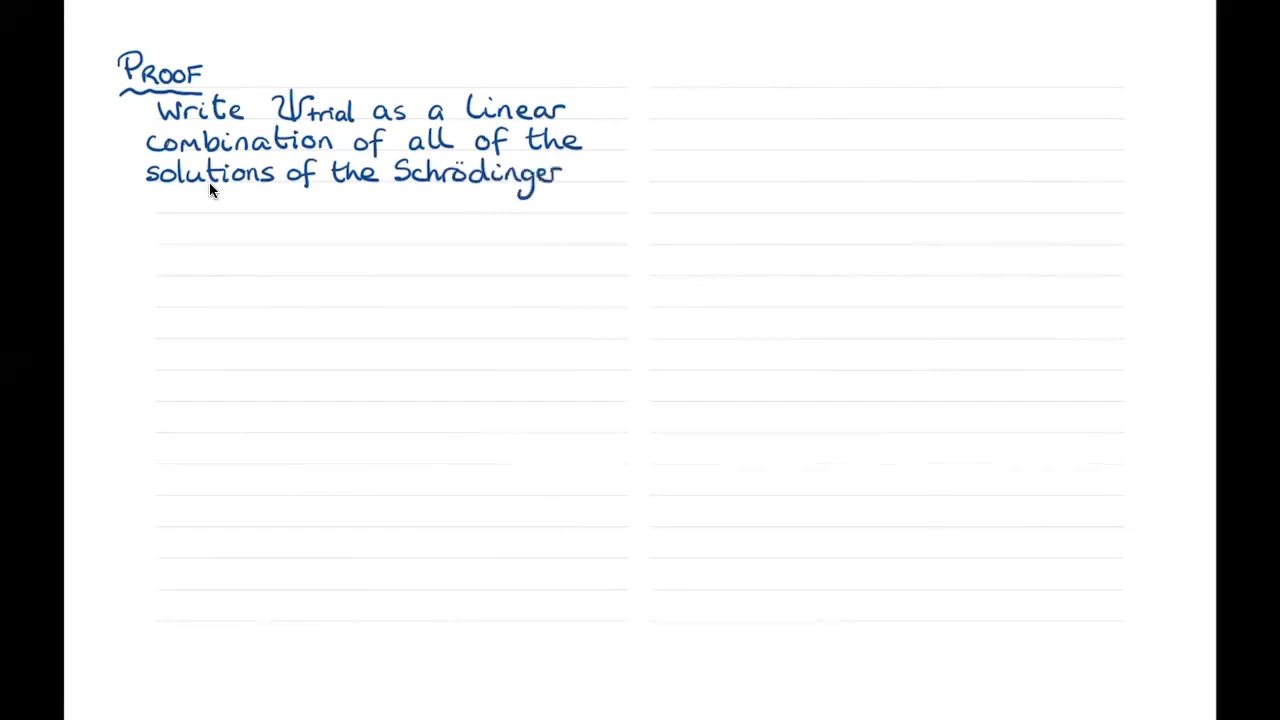 PROOF
Write Ψtrial as a linear
combination of all of the
solutions of the Schrödinger